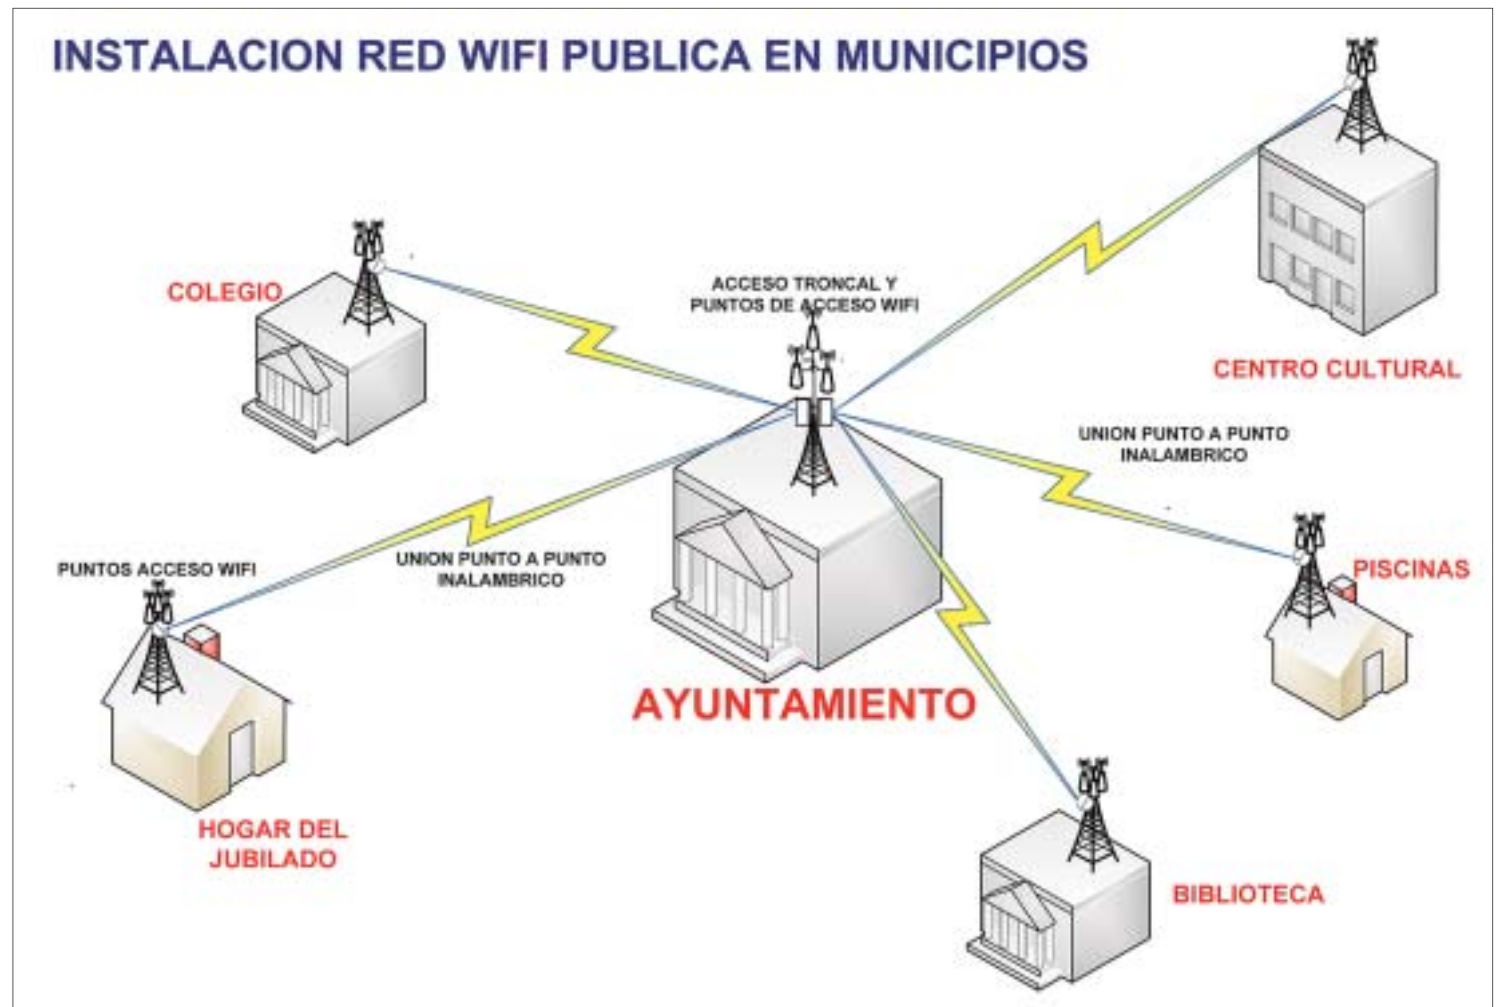 INSTALACION RED WIFI PUBLICA EN MUNICIPIOS
COLEGIO
ACCESO TRONCAL Y
PUNTOS DE ACCESO WIFI
CENTRO CULTURAL
UNION PUNTO A PUNTO
INALAMBRICO
PUNTOS ACCESO WIFI
UNION PUNTO A PUNTO
INALAMBRICO
PISCINAS
AYUNTAMIENTO
HOGAR DEL
JUBILADO
BIBLIOTECA